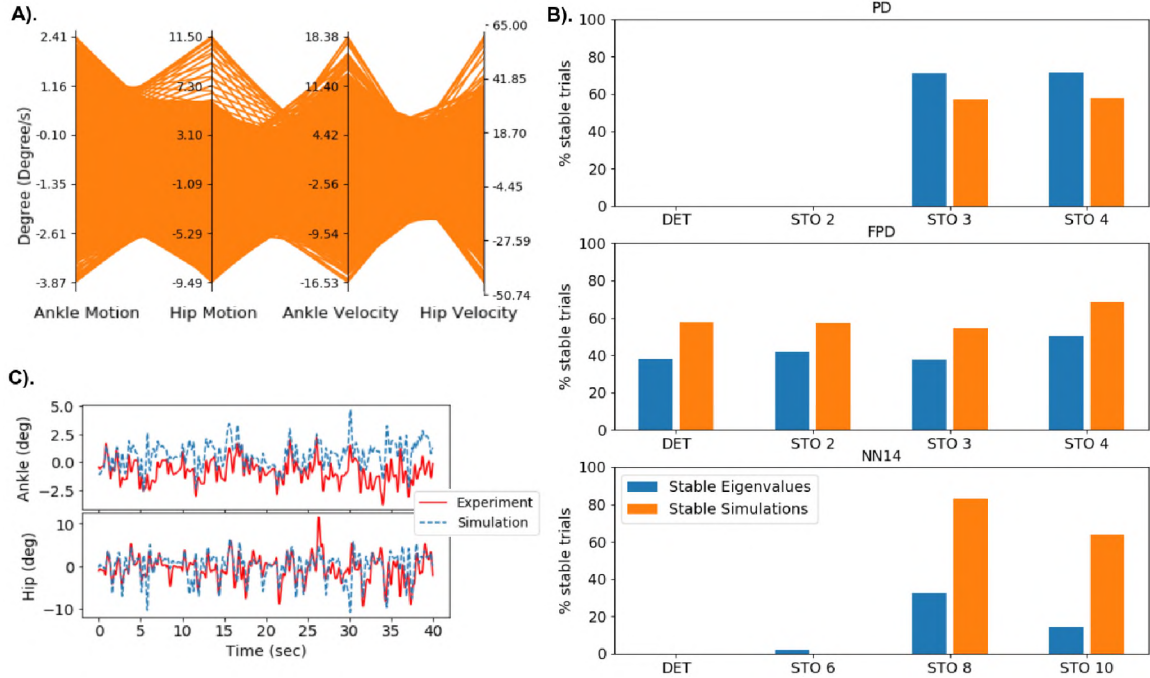 A).
2.41
1.16
-0.10
-1.35
-2.61
-3.87
Degree (Degree/s)
11.50
7.30
3.10
-1.09
-5.29
-9.49
18.38
11.40
4.42
-2.56
-9.54
-16.53
65.00
41.85
18.70
-4.45
-27.59
-50.74
Ankle Motion Hip Motion Ankle Velocity Hip Velocity
B).
PD
% stable trials
100
80
60
40
20
0
DET STO 2 STO 3 STO 4
FPD
% stable trials
100
80
60
40
20
0
DET STO 2 STO 3 STO 4
NN14
% stable trials
100
80
60
40
20
0
Stable Eigenvalues
Stable Simulations
DET STO 6 STO 8 STO 10
C).
Ankle (deg)
5.0
2.5
0.0
−2.5
Experiment
Simulation
Hip (deg)
10
0
−10
0 5 10 15 20 25 30 35 40
Time (sec)